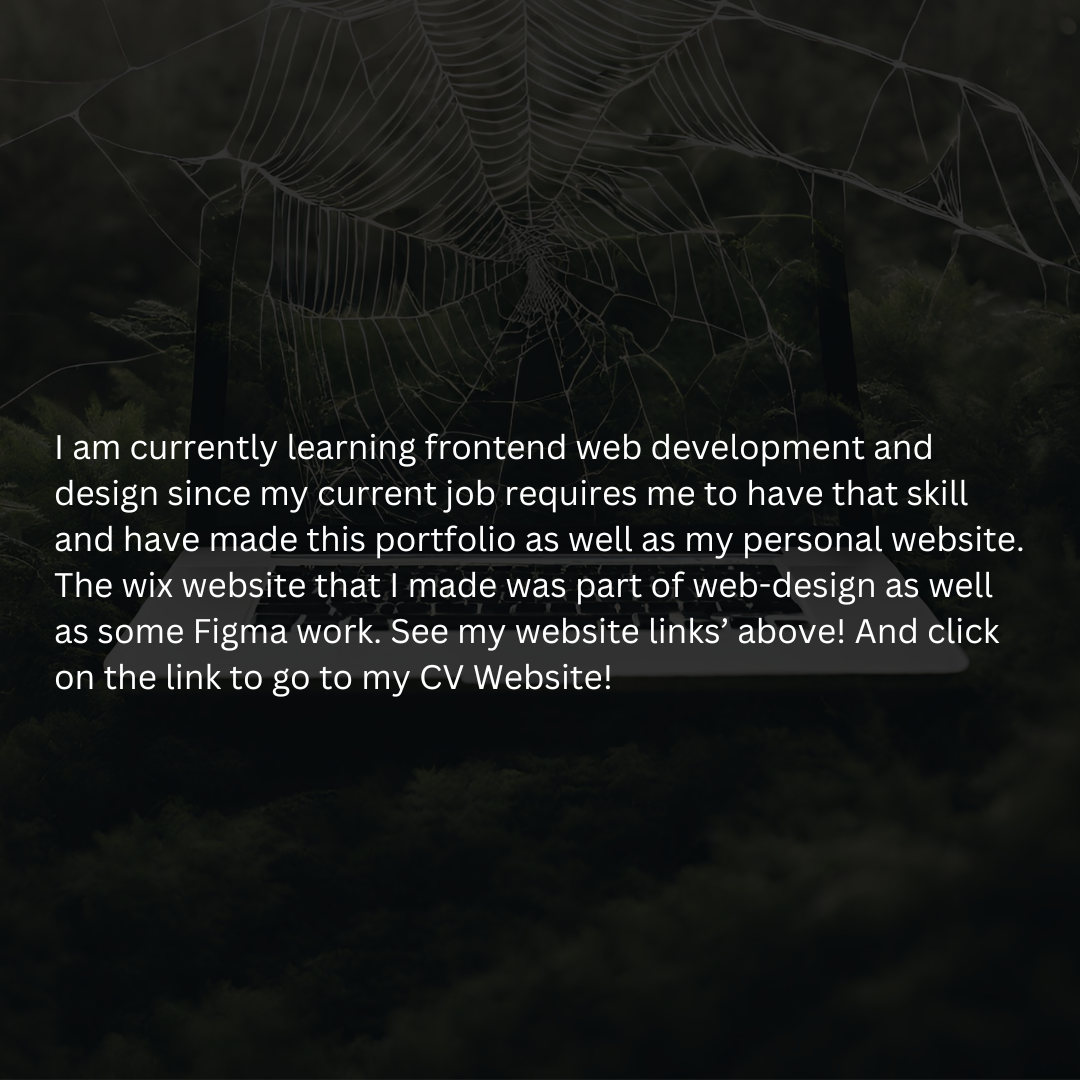 I am currently learning frontend web development and
design since my current job requires me to have that skill
and have made this portfolio as well as my personal website.
The wix website that I made was part of web-design as well
as some Figma work. See my website links’ above! And click
on the link to go to my CV Website!